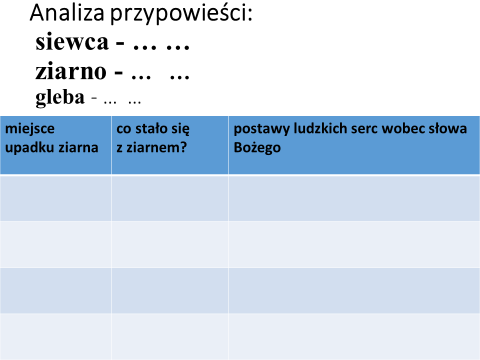 Analiza przypowieści:
siewca - ... ...
ziarno - ... ...
gleba - ... ...
miejsce
upadku ziarna
co stało się
z ziarnem?
postawy ludzkich serc wobec słowa
Bożego